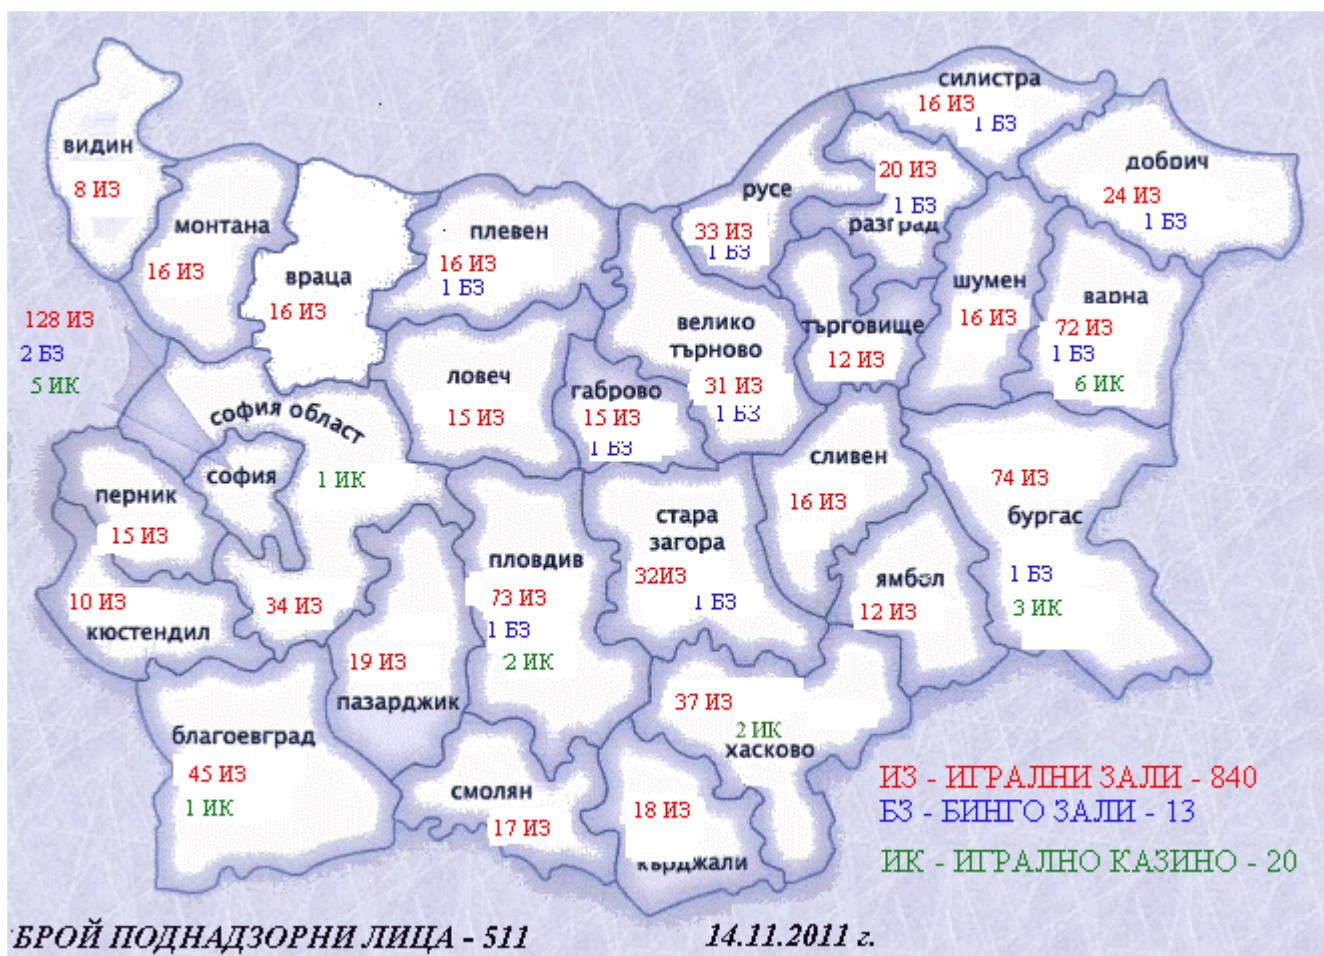 СИЛИСТРА
16 ИЗ
1 БЗ
ВИДИН
8 ИЗ
ДОБРИЧ
24 ИЗ
1 БЗ
20 ИЗ
1 БЗ
РАЗГРАД
РУСЕ
33 ИЗ
1 БЗ
МОНТАНА
16 ИЗ
ПЛЕВЕН
16 ИЗ
1 БЗ
ВРАЦА
16 ИЗ
ШУМЕН
16 ИЗ
ВАРНА
72 ИЗ
1 БЗ
6 ИК
128 ИЗ
2 БЗ
5 ИК
ВЕЛИКО
ТЪРНОВО
31 ИЗ
1 БЗ
ТЪРГОВИЩЕ
12 ИЗ
ЛОВЕЧ
15 ИЗ
ГАБРОВО
15 ИЗ
1 БЗ
СОФИЯ ОБЛАСТ
1 ИК
34 ИЗ
СОФИЯ
СЛИВЕН
16 ИЗ
74 ИЗ
БУРГАС
1 БЗ
3 ИК
ПЕРНИК
15 ИЗ
СТАРА
ЗАГОРА
32ИЗ
1 БЗ
ПЛОВДИВ
73 ИЗ
1 БЗ
2 ИК
ЯМБОЛ
12 ИЗ
10 ИЗ
КЮСТЕНДИЛ
19 ИЗ
ПАЗАРДЖИК
37 ИЗ
2 ИК
ХАСКОВО
БЛАГОЕВГРАД
45 ИЗ
1 ИК
СМОЛЯН
17 ИЗ
18 ИЗ
КЪРДЖАЛИ
ИЗ - ИГРАЛНИ ЗАЛИ - 840
БЗ - БИНГО ЗАЛИ - 13
ИК - ИГРАЛНО КАЗИНО - 20
БРОЙ ПОДНАДЗОРНИ ЛИЦА - 511
14.11.2011 г.